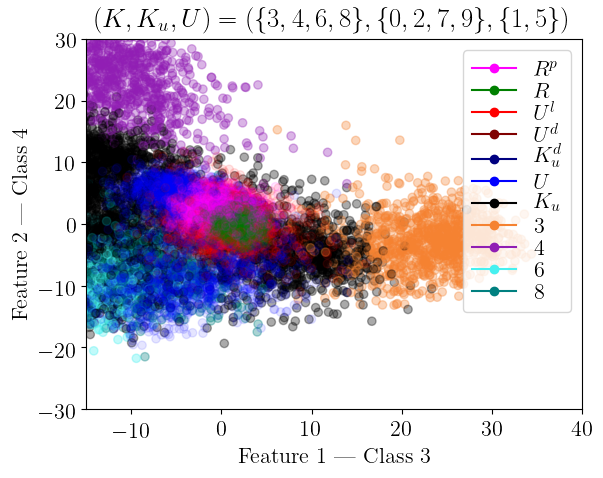 (K, K_u, U) = ({3, 4, 6, 8}, {0, 2, 7, 9}, {1, 5})
30
20
10
0
−10
−20
−30
Feature 2 — Class 4
R^p
R
U^l
U^d
K_u^d
U
K_u
3
4
6
8
−10
0
10
20
30
40
Feature 1 — Class 3